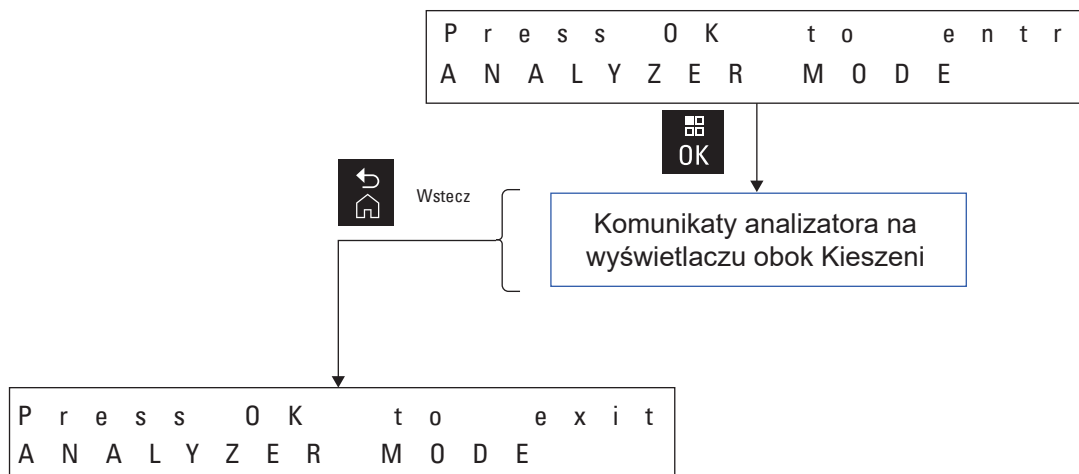 Press OK to entr
ANALYZER MODE
OK
Wstecz
Komunikaty analizatora na
wyświetlaczu obok Kieszeni
Press OK to exit
ANALYZER MODE